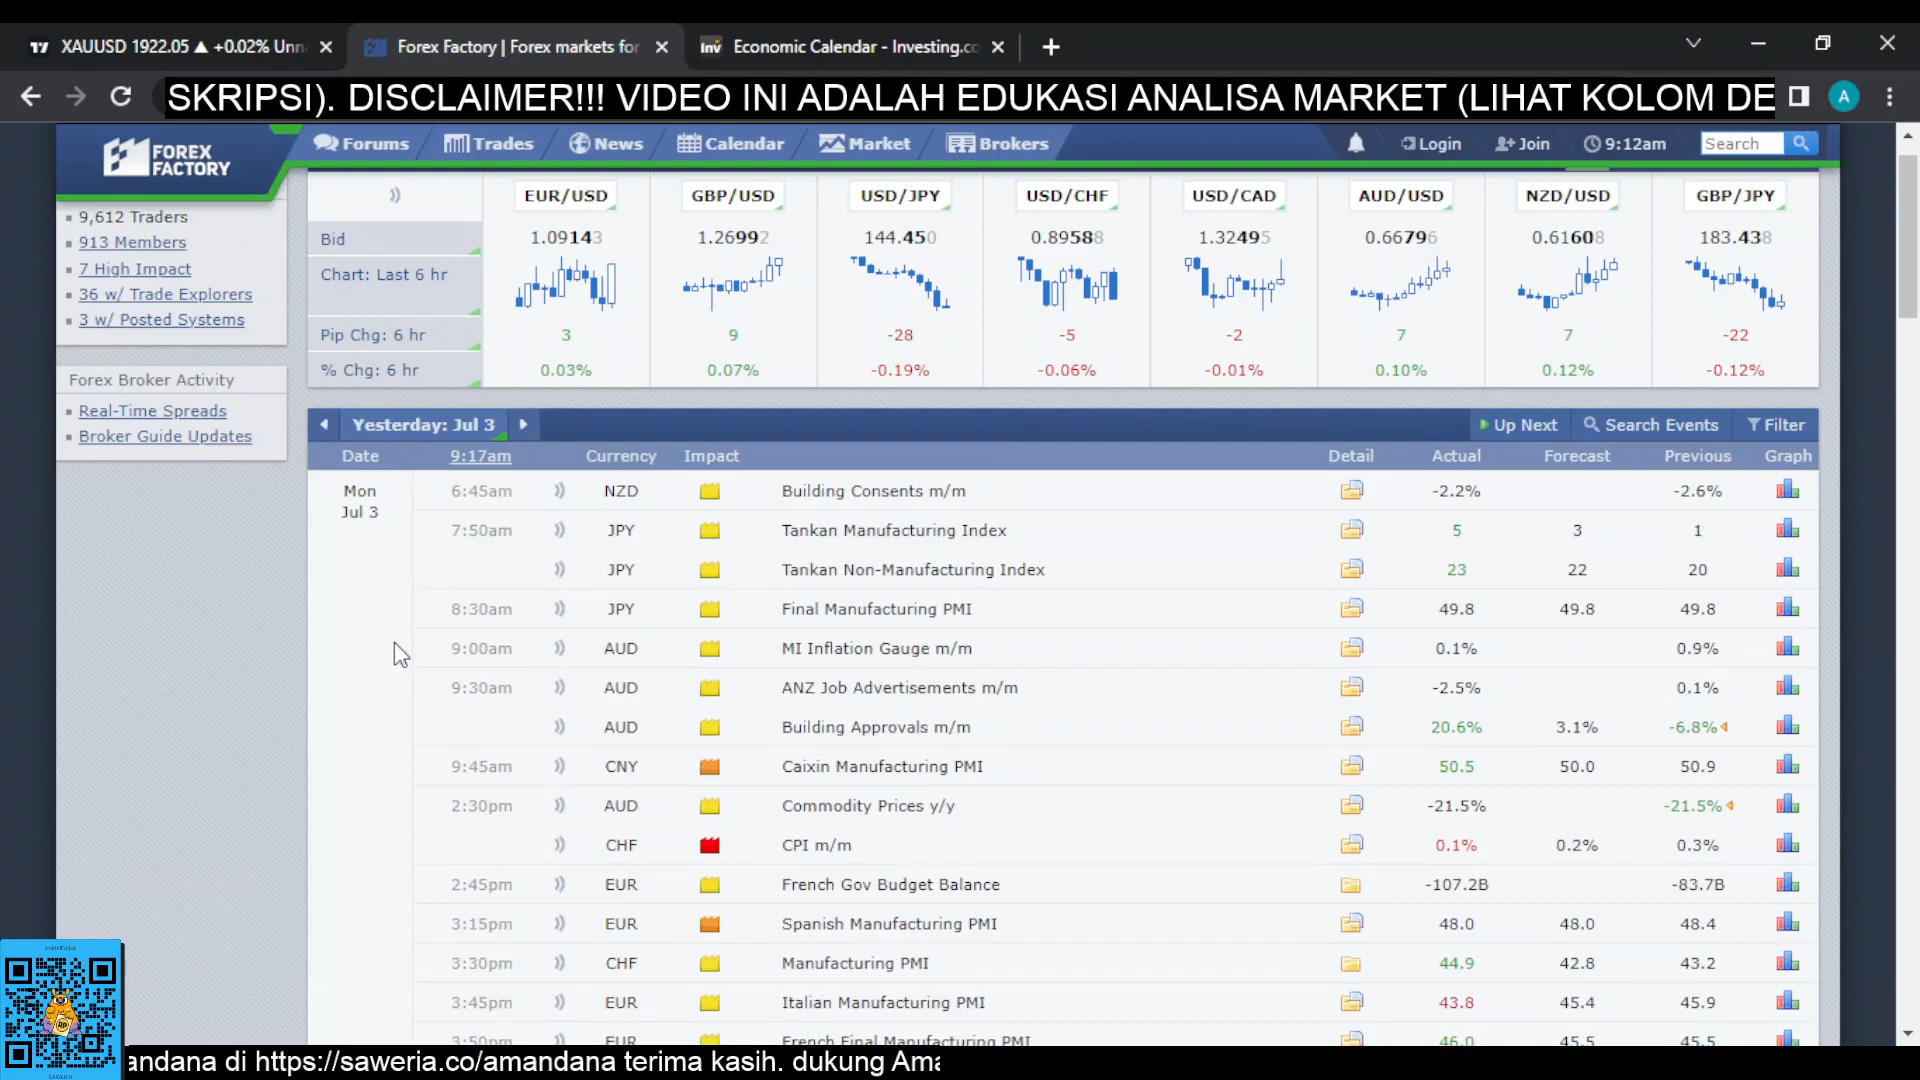 XAUUSD 1922.05 ▲ +0.02% Unn
Forex Factory | Forex markets for
Economic Calendar - Investing.co
SKRIPSI). DISCLAIMER!!! VIDEO INI ADALAH EDUKASI ANALISA MARKET (LIHAT KOLOM DE
A
FOREX FACTORY
Forums Trades News Calendar Market Brokers Login Join 9:12am Search
9,612 Traders
913 Members
7 High Impact
36 w/ Trade Explorers
3 w/ Posted Systems
Forex Broker Activity
Real-Time Spreads
Broker Guide Updates
EUR/USD GBP/USD USD/JPY USD/CHF USD/CAD AUD/USD NZD/USD GBP/JPY
Bid 1.09143 1.26992 144.450 0.89588 1.32495 0.66796 0.61608 183.438
Chart: Last 6 hr
Pip Chg: 6 hr 3 9 -28 -5 -2 7 7 -22
% Chg: 6 hr 0.03% 0.07% -0.19% -0.06% -0.01% 0.10% 0.12% -0.12%
Yesterday: Jul 3 Up Next Search Events Filter
Date 9:17am Currency Impact Detail Actual Forecast Previous Graph
Mon Jul 3
6:45am NZD Building Consents m/m -2.2% -2.6%
7:50am JPY Tankan Manufacturing Index 5 3 1
JPY Tankan Non-Manufacturing Index 23 22 20
8:30am JPY Final Manufacturing PMI 49.8 49.8 49.8
9:00am AUD MI Inflation Gauge m/m 0.1% 0.9%
9:30am AUD ANZ Job Advertisements m/m -2.5% 0.1%
AUD Building Approvals m/m 20.6% 3.1% -6.8%
9:45am CNY Caixin Manufacturing PMI 50.5 50.0 50.9
2:30pm AUD Commodity Prices y/y -21.5% -21.5%
CHF CPI m/m 0.1% 0.2% 0.3%
2:45pm EUR French Gov Budget Balance -107.2B -83.7B
3:15pm EUR Spanish Manufacturing PMI 48.0 48.0 48.4
3:30pm CHF Manufacturing PMI 44.9 42.8 43.2
3:45pm EUR Italian Manufacturing PMI 43.8 45.4 45.9
3:50pm EUR French Final Manufacturing PMI 46.0 45.5 45.5
andana di https://saweria.co/amandana terima kasih. dukung Ama